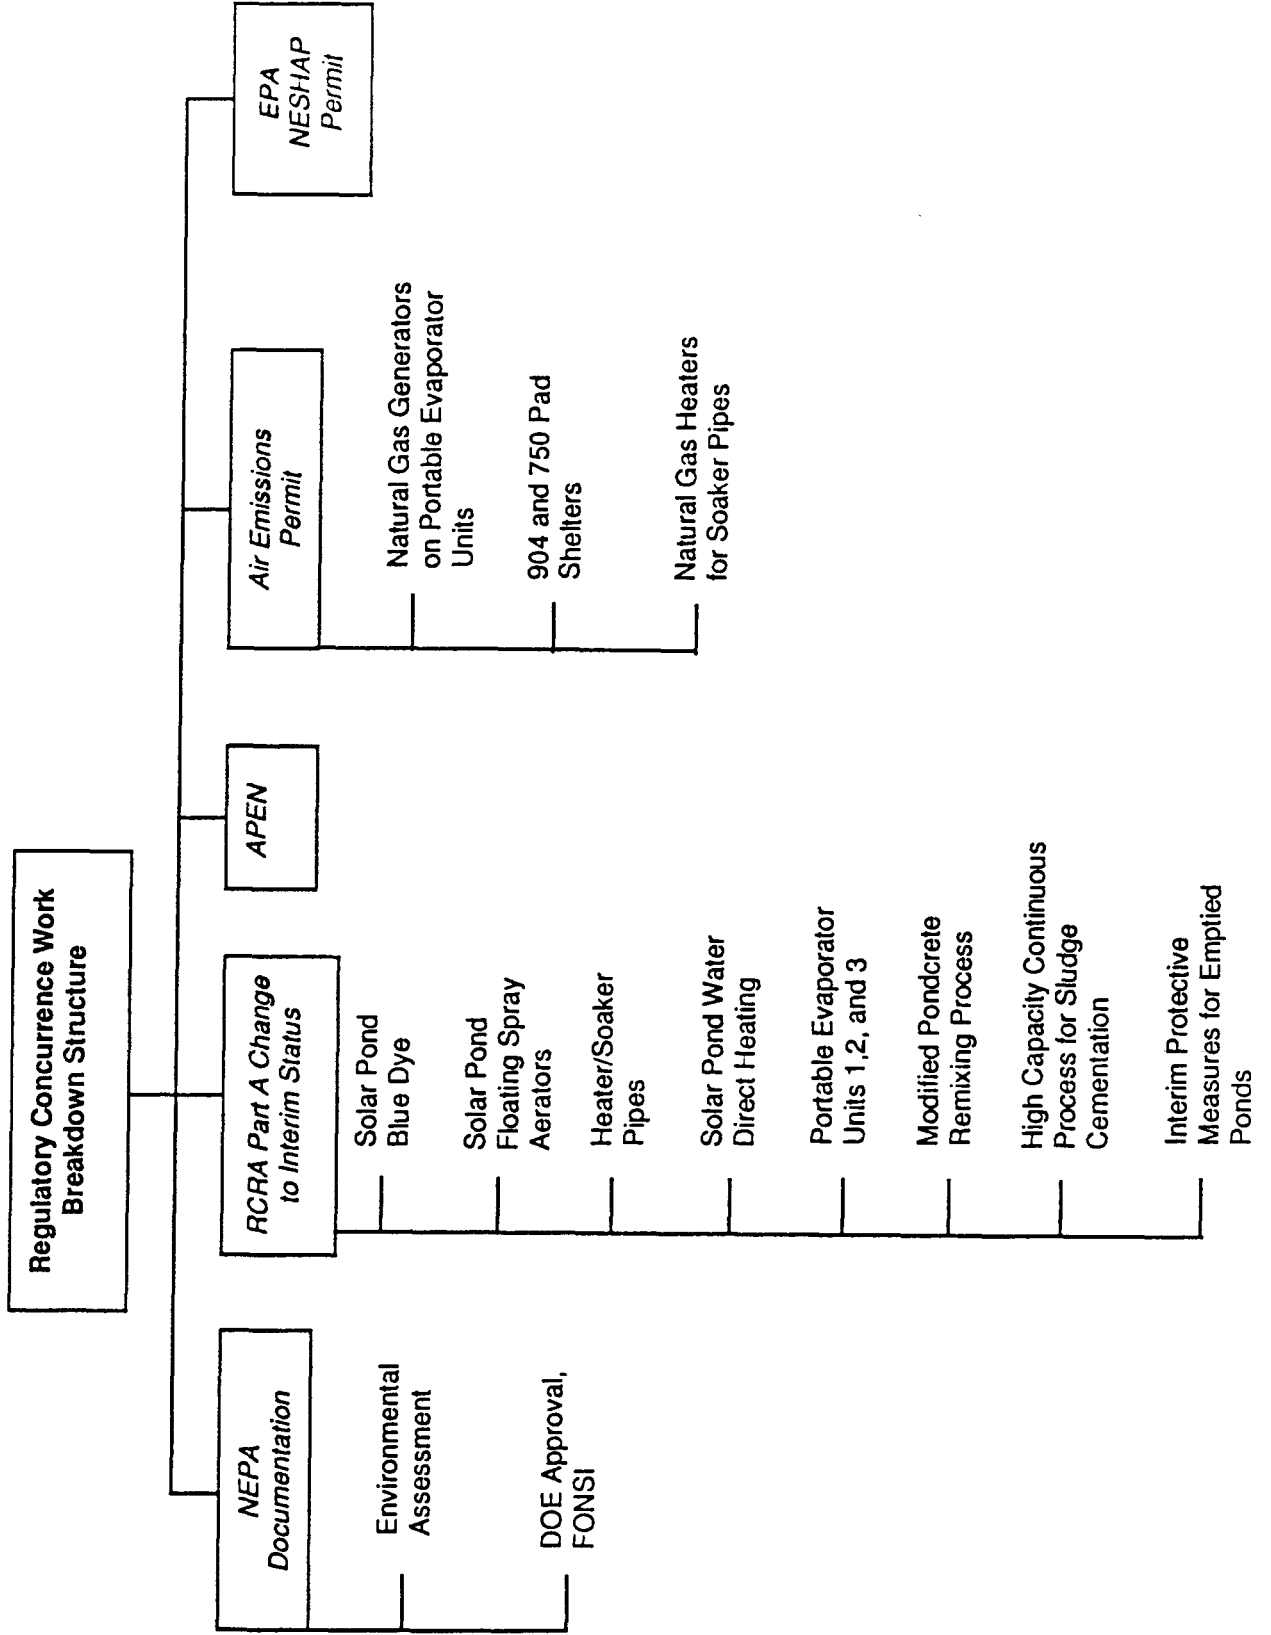 Regulatory Concurrence Work
Breakdown Structure
NEPA
Documentation
Environmental
Assessment
DOE Approval,
FONSI
RCRA Part A Change
to Interim Status
Solar Pond
Blue Dye
Solar Pond
Floating Spray
Aerators
Heater/Soaker
Pipes
Solar Pond Water
Direct Heating
Portable Evaporator
Units 1,2, and 3
Modified Pondcrete
Remixing Process
High Capacity Continuous
Process for Sludge
Cementation
Interim Protective
Measures for Emptied
Ponds
APEN
Air Emissions
Permit
Natural Gas Generators
on Portable Evaporator
Units
904 and 750 Pad
Shelters
Natural Gas Heaters
for Soaker Pipes
EPA
NESHAP
Permit